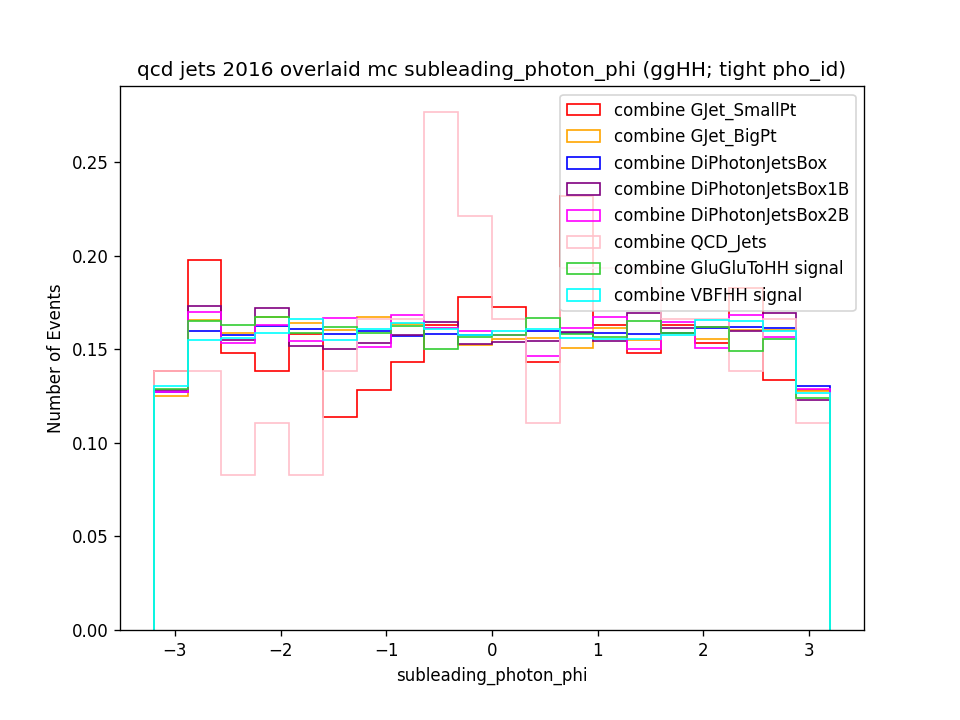 qcd jets 2016 overlaid mc subleading_photon_phi (ggHH; tight pho_id)
combine GJet_SmallPt
combine GJet_BigPt
combine DiPhotonJetsBox
combine DiPhotonJetsBox1B
combine DiPhotonJetsBox2B
combine QCD_Jets
combine GluGluToHH signal
combine VBFHH signal
Number of Events
0.25
0.20
0.15
0.10
0.05
0.00
−3 −2 −1 0 1 2 3
subleading_photon_phi